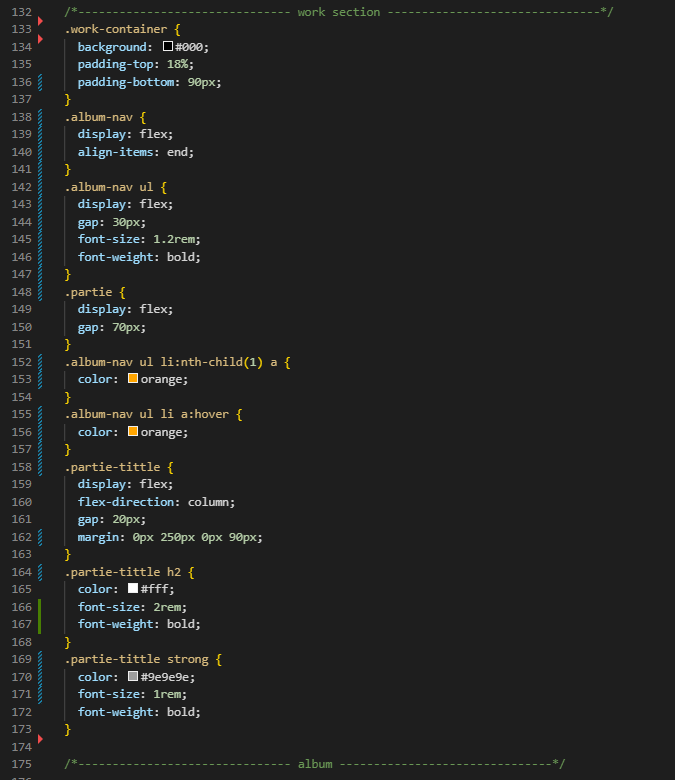 132 /*------------------------------- work section -------------------------------*/
133 .work-container {
134 background: #000;
135 padding-top: 18%;
136 padding-bottom: 90px;
137 }
138 .album-nav {
139 display: flex;
140 align-items: end;
141 }
142 .album-nav ul {
143 display: flex;
144 gap: 30px;
145 font-size: 1.2rem;
146 font-weight: bold;
147 }
148 .partie {
149 display: flex;
150 gap: 70px;
151 }
152 .album-nav ul li:nth-child(1) a {
153 color: orange;
154 }
155 .album-nav ul li a:hover {
156 color: orange;
157 }
158 .partie-tittle {
159 display: flex;
160 flex-direction: column;
161 gap: 20px;
162 margin: 0px 250px 0px 90px;
163 }
164 .partie-tittle h2 {
165 color: #fff;
166 font-size: 2rem;
167 font-weight: bold;
168 }
169 .partie-tittle strong {
170 color: #9e9e9e;
171 font-size: 1rem;
172 font-weight: bold;
173 }
174
175 /*------------------------------- album -------------------------------*/